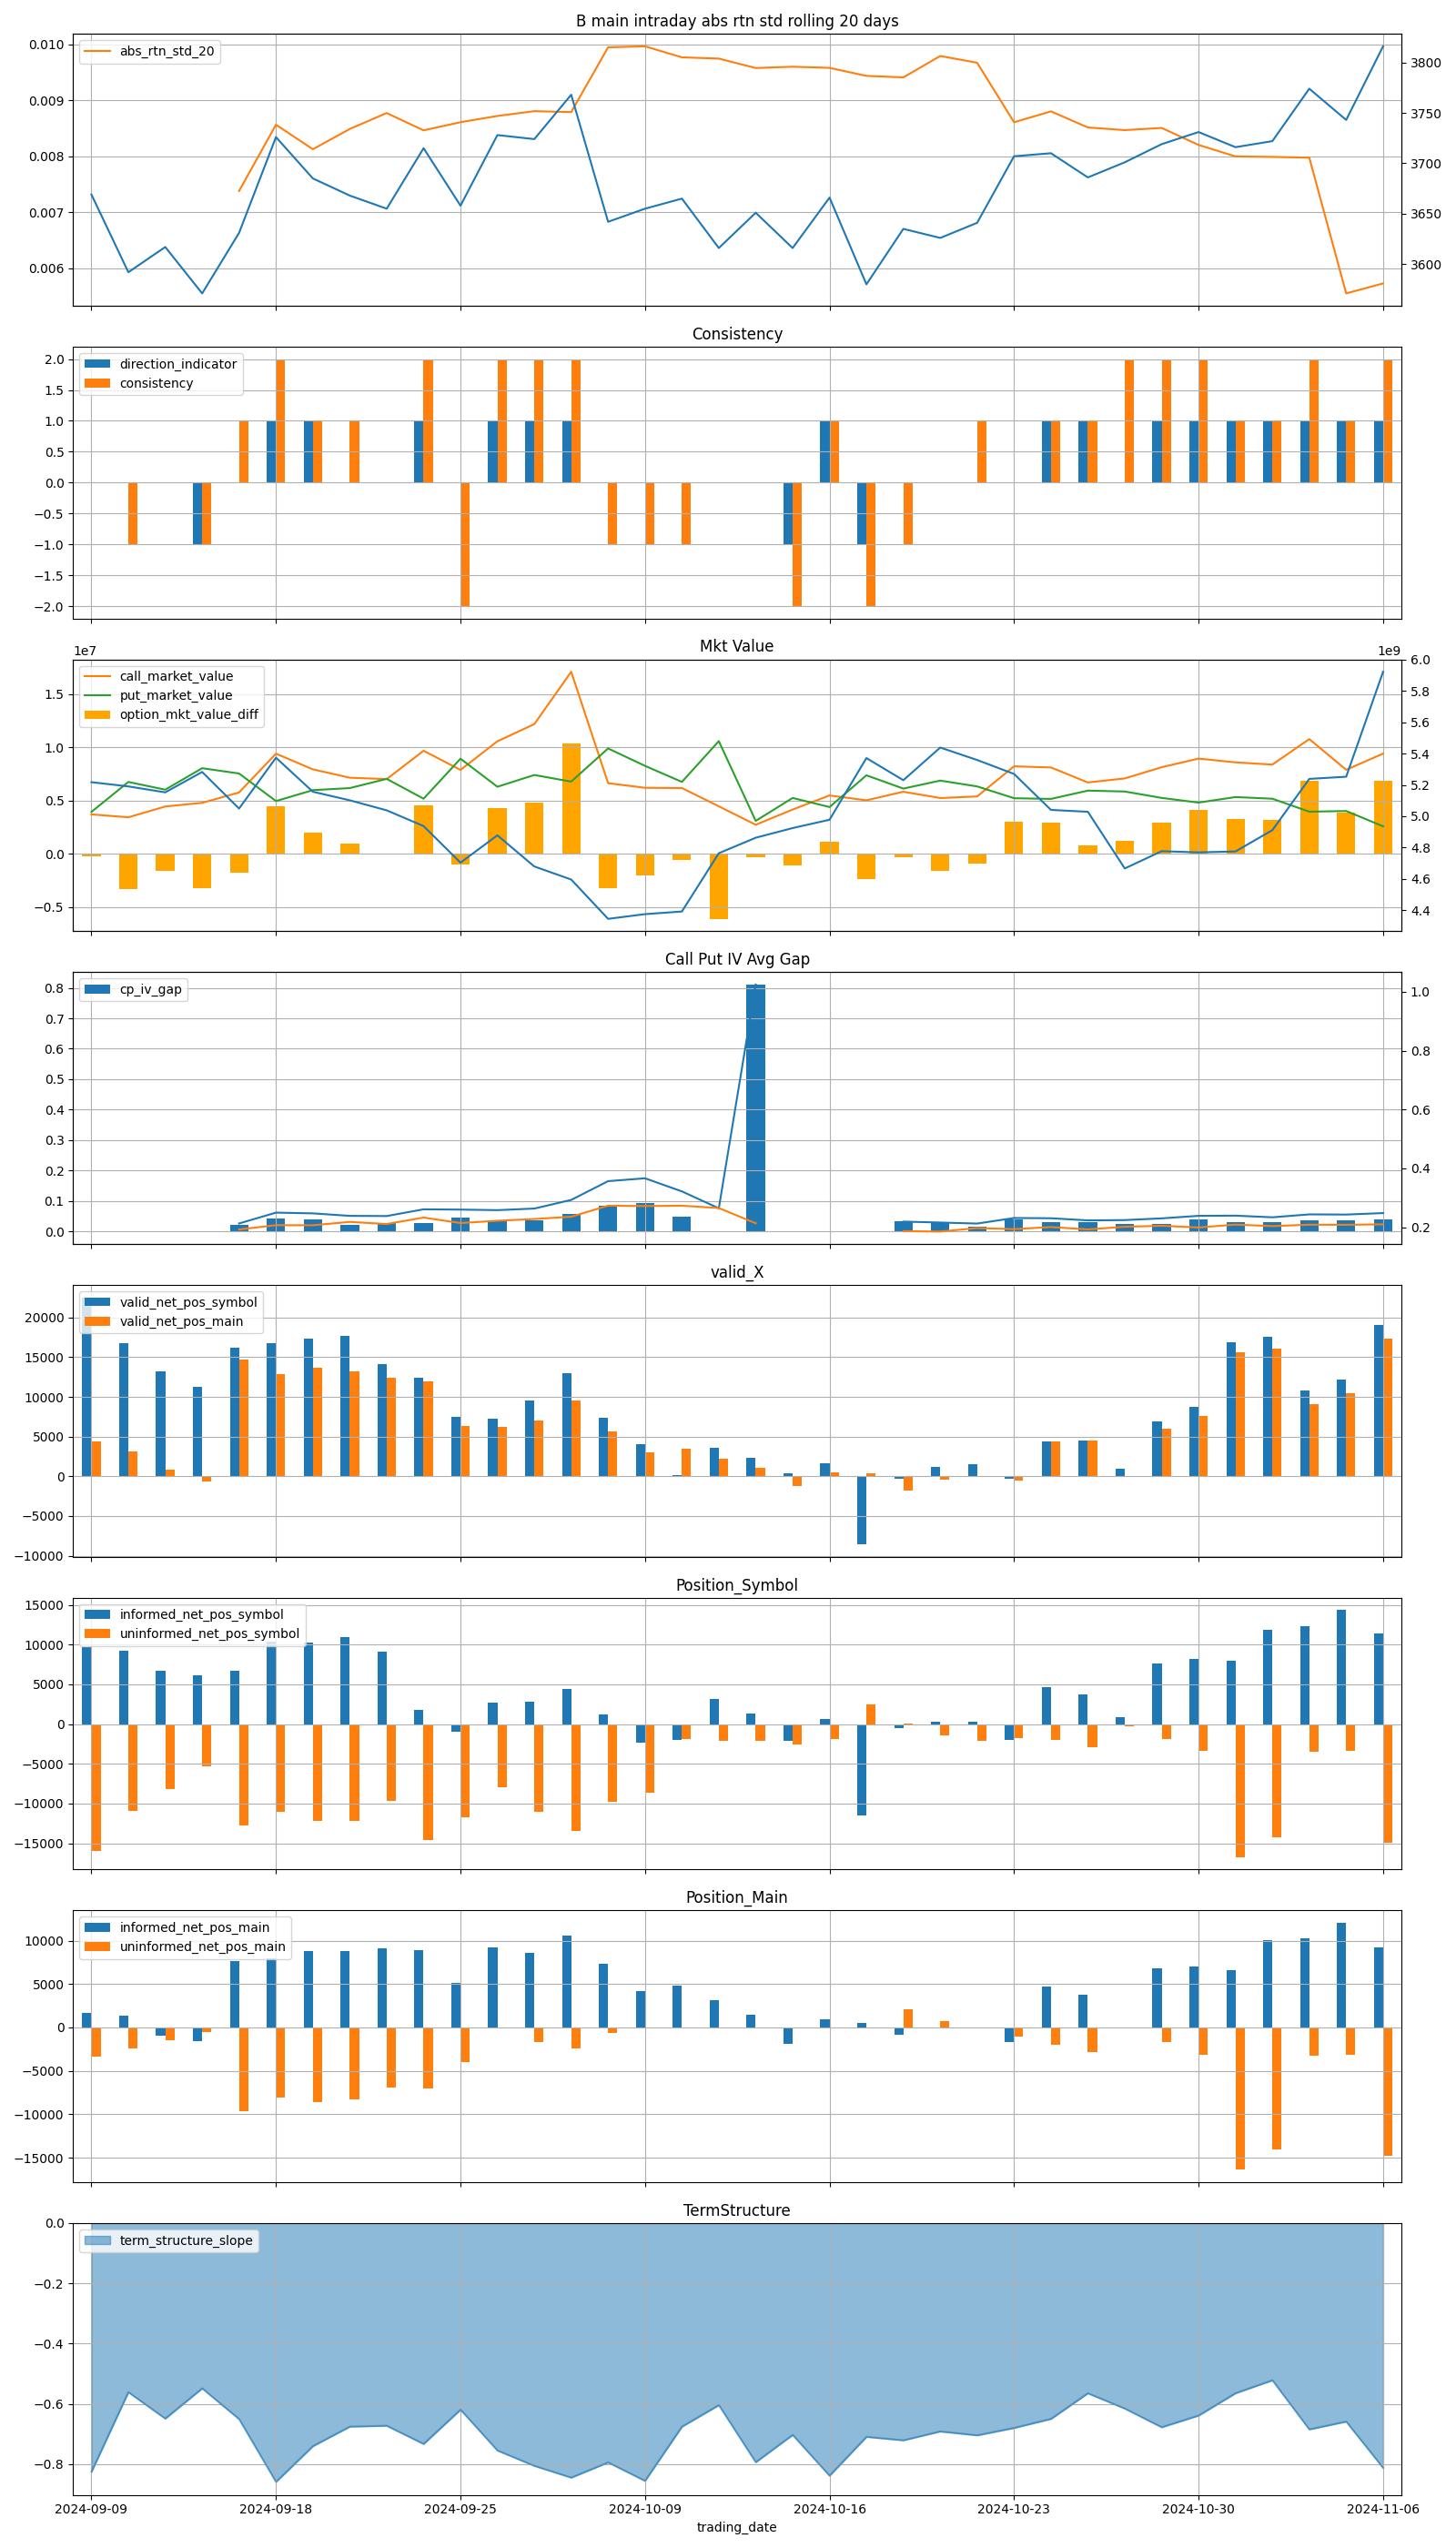 B main intraday abs rtn std rolling 20 days
abs_rtn_std_20
0.010
0.009
0.008
0.007
0.006
3800
3750
3700
3650
3600
Consistency
direction_indicator
consistency
2.0
1.5
1.0
0.5
0.0
−0.5
−1.0
−1.5
−2.0
Mkt Value
1e7
1e9
call_market_value
put_market_value
option_mkt_value_diff
1.5
1.0
0.5
0.0
−0.5
6.0
5.8
5.6
5.4
5.2
5.0
4.8
4.6
4.4
Call Put IV Avg Gap
cp_iv_gap
0.8
0.7
0.6
0.5
0.4
0.3
0.2
0.1
0.0
1.0
0.8
0.6
0.4
0.2
valid_X
valid_net_pos_symbol
valid_net_pos_main
20000
15000
10000
5000
0
−5000
−10000
Position_Symbol
informed_net_pos_symbol
uninformed_net_pos_symbol
15000
10000
5000
0
−5000
−10000
−15000
Position_Main
informed_net_pos_main
uninformed_net_pos_main
10000
5000
0
−5000
−10000
−15000
TermStructure
term_structure_slope
0.0
−0.2
−0.4
−0.6
−0.8
2024-09-09 2024-09-18 2024-09-25 2024-10-09 2024-10-16 2024-10-23 2024-10-30 2024-11-06
trading_date